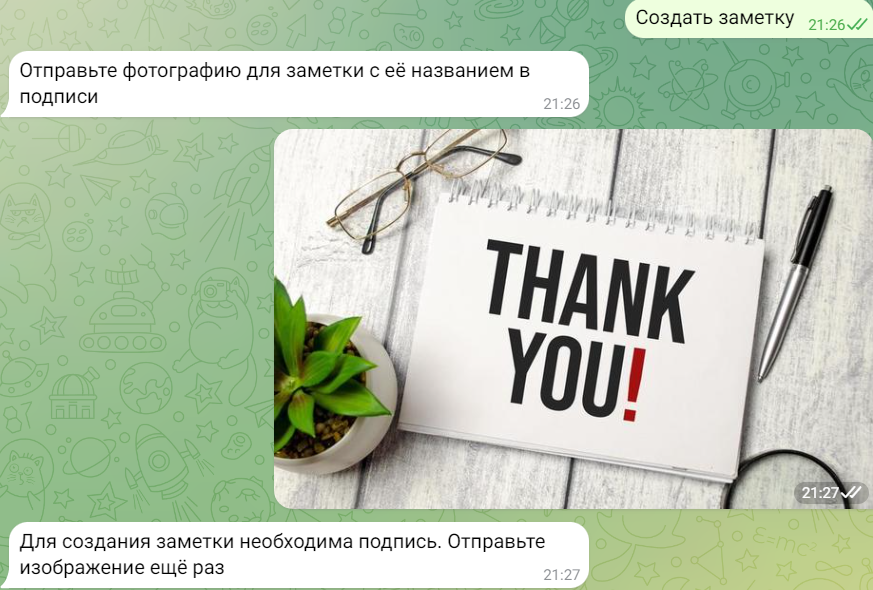 Создать заметку 21:26
Отправьте фотографию для заметки с её названием в
подписи 21:26
THANK
YOU!
21:27
Для создания заметки необходима подпись. Отправьте
изображение ещё раз 21:27
E=mc²